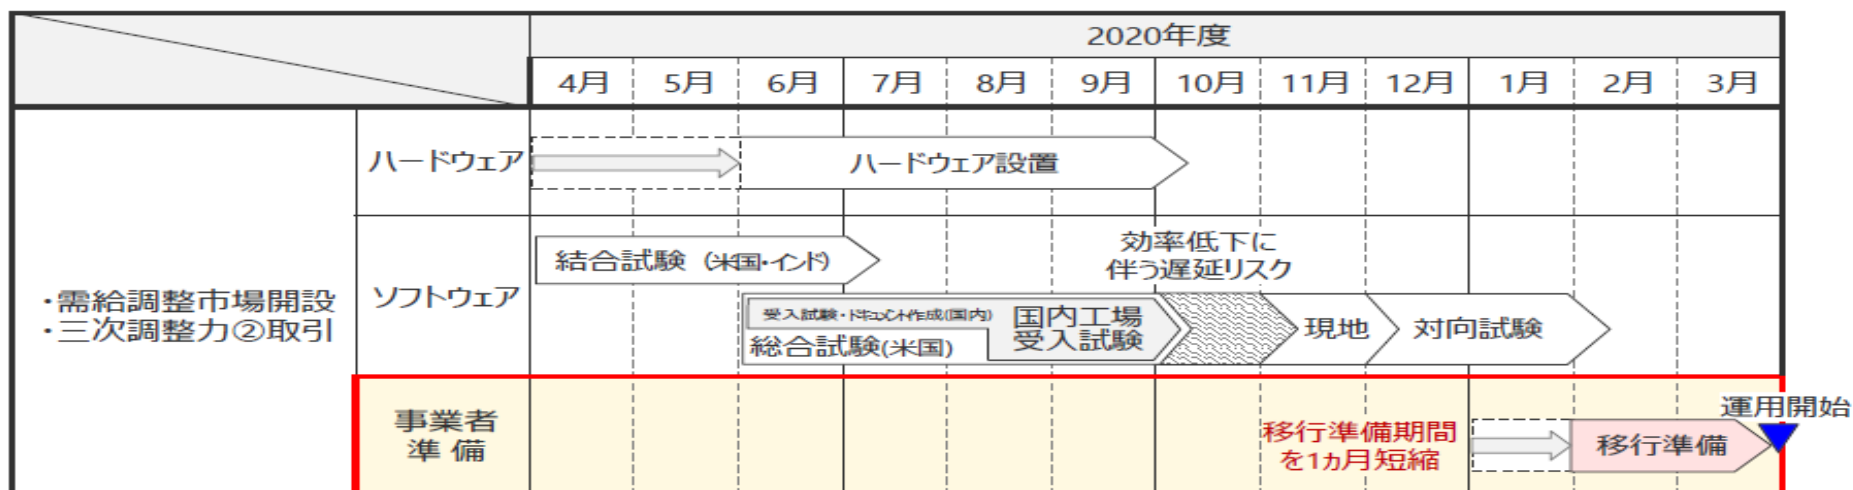 2020年度
4月 5月 6月 7月 8月 9月 10月 11月 12月 1月 2月 3月
・需給調整市場開設
・三次調整力②取引
ハードウェア
ハードウェア設置
ソフトウェア
結合試験（米国・インド）
効率低下に
伴う遅延リスク
受入試験・ドキュメント作成(国内)
総合試験(米国)
国内工場
受入試験
現地
対向試験
事業者
準備
移行準備期間
を1ヵ月短縮
移行準備
運用開始